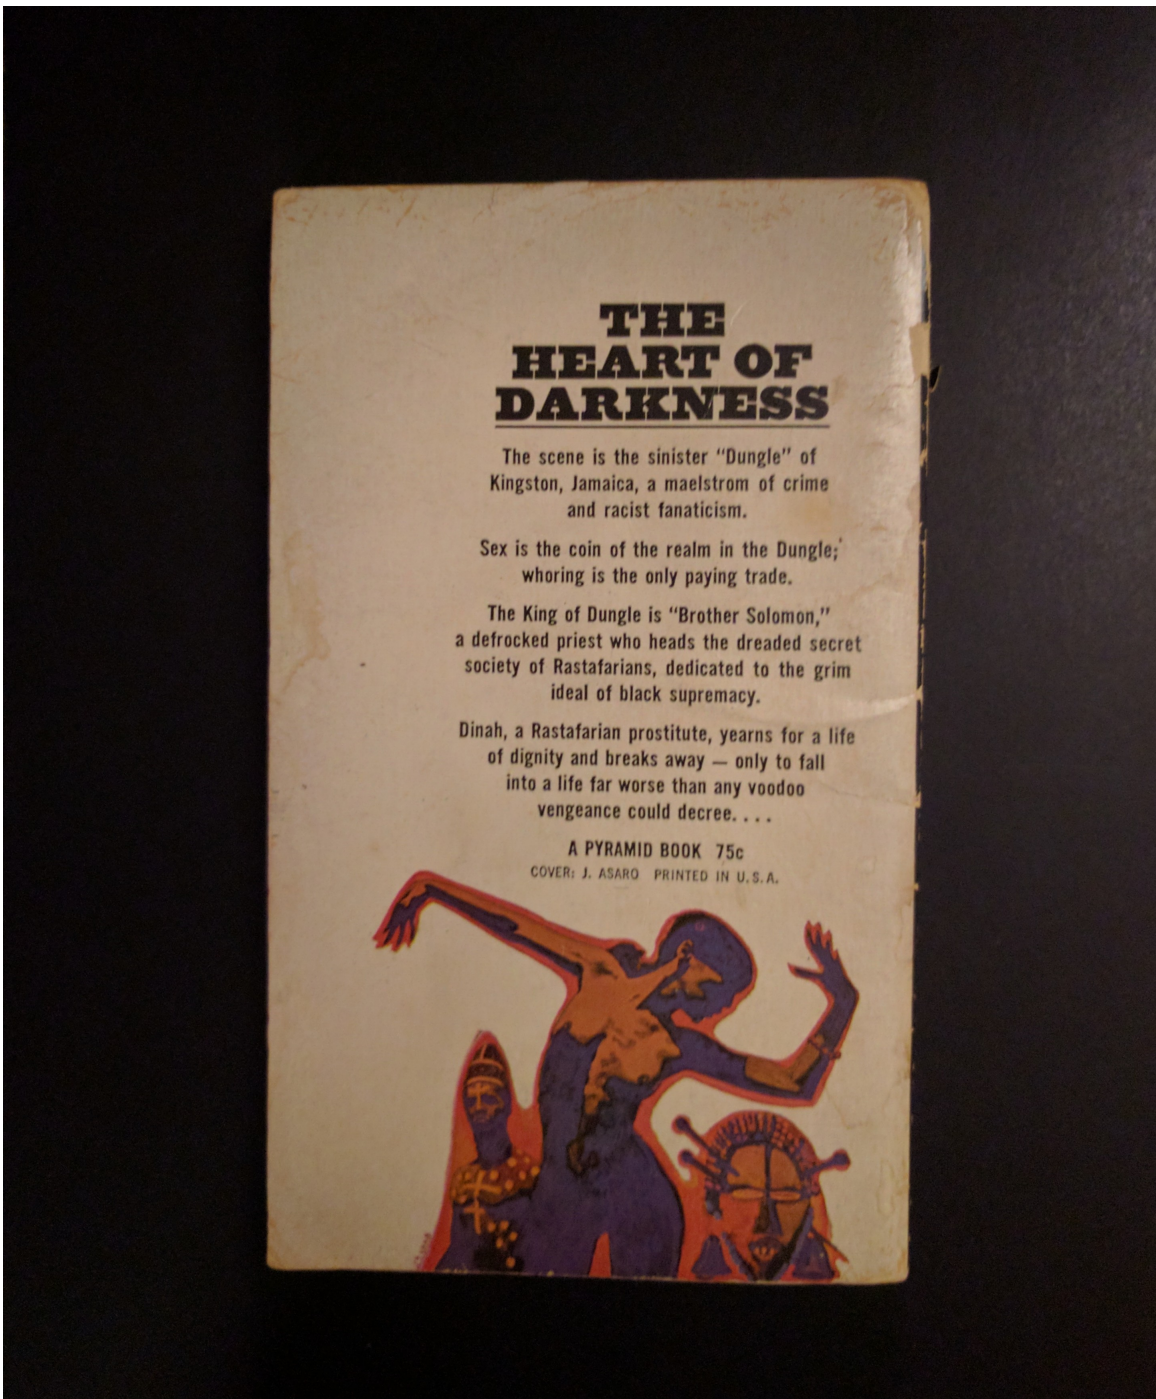 THE
HEART OF
DARKNESS
The scene is the sinister “Dungle” of
Kingston, Jamaica, a maelstrom of crime
and racist fanaticism.
Sex is the coin of the realm in the Dungle;
whoring is the only paying trade.
The King of Dungle is “Brother Solomon,”
a defrocked priest who heads the dreaded secret
society of Rastafarians, dedicated to the grim
ideal of black supremacy.
Dinah, a Rastafarian prostitute, yearns for a life
of dignity and breaks away — only to fall
into a life far worse than any voodoo
vengeance could decree. . . .
A PYRAMID BOOK 75c
COVER: J. ASARO PRINTED IN U.S.A.